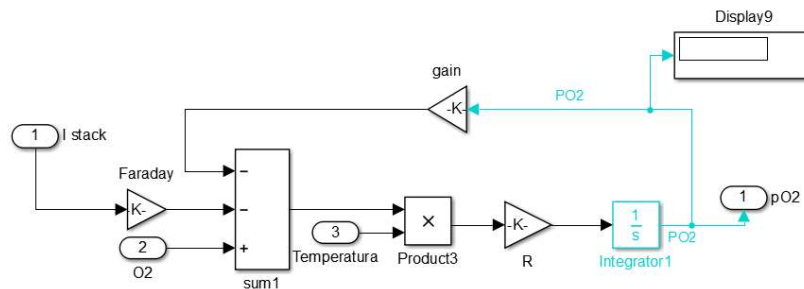 Display9
gain
-K-
PO2
1
I stack
Faraday
K-
2
O2
−
−
+
sum1
3
Temperatura
×
Product3
-K-
R
1
s
Integrator1
PO2
1
pO2